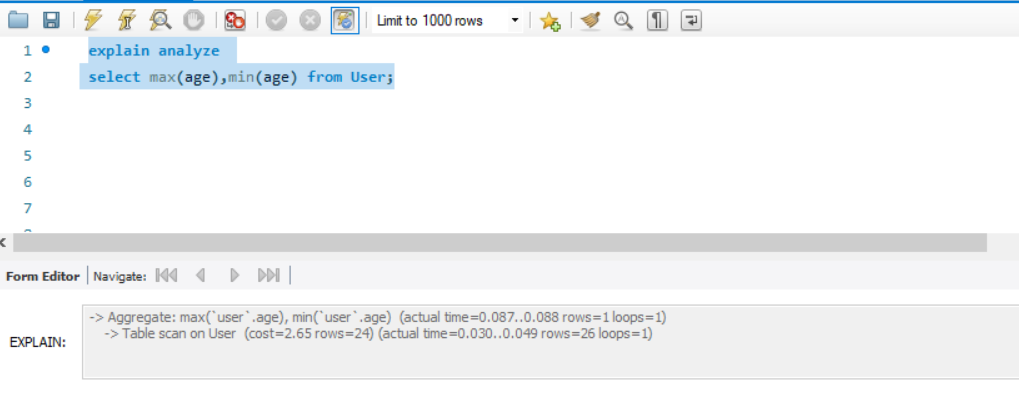 Limit to 1000 rows
1 explain analyze
2 select max(age),min(age) from User;
3
4
5
6
7
Form Editor Navigate:
EXPLAIN:
-> Aggregate: max(`user`.age), min(`user`.age) (actual time=0.087..0.088 rows=1 loops=1)
-> Table scan on User (cost=2.65 rows=24) (actual time=0.030..0.049 rows=26 loops=1)